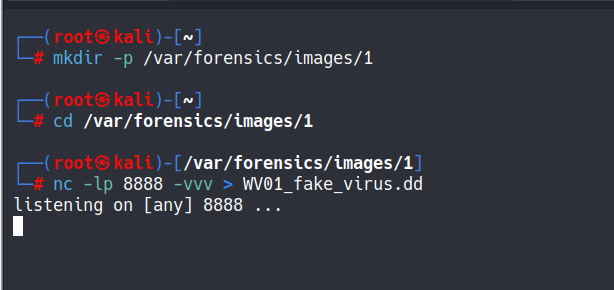 ┌──(root㉿kali)-[~]
└─# mkdir -p /var/forensics/images/1
┌──(root㉿kali)-[~]
└─# cd /var/forensics/images/1
┌──(root㉿kali)-[/var/forensics/images/1]
└─# nc -lp 8888 -vvv > WV01_fake_virus.dd
listening on [any] 8888 ...